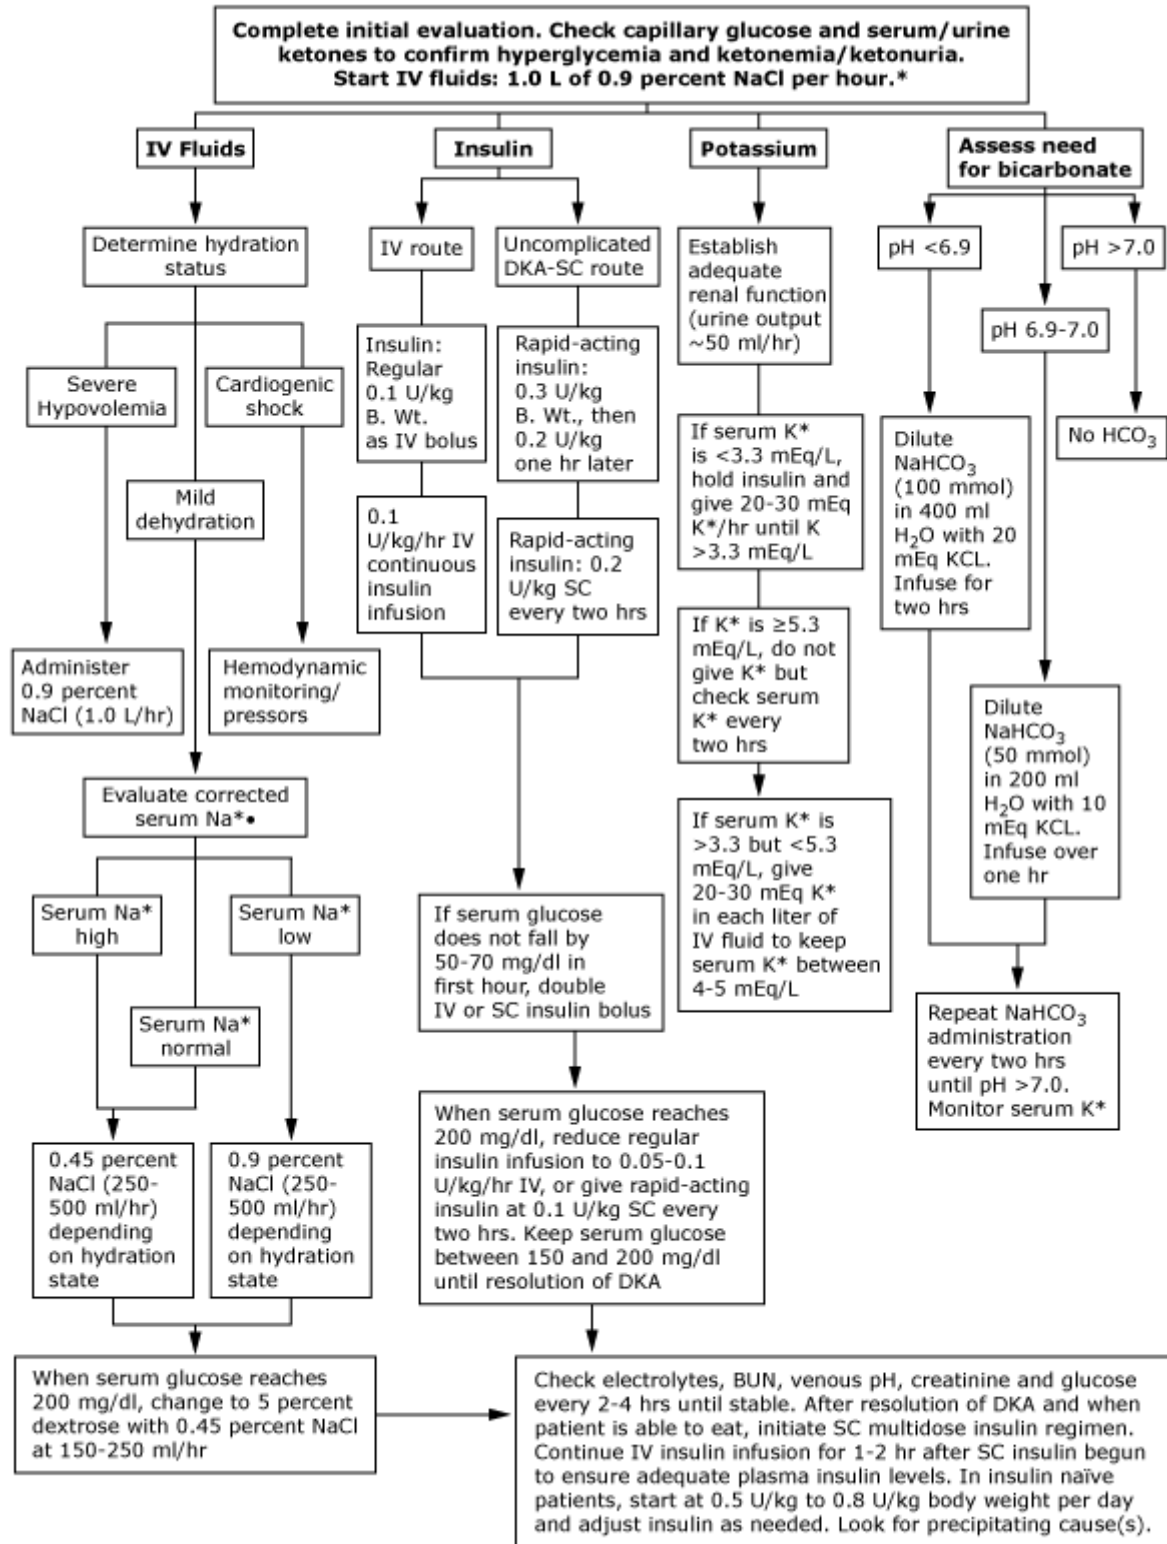 Complete initial evaluation. Check capillary glucose and serum/urine
ketones to confirm hyperglycemia and ketonemia/ketonuria.
Start IV fluids: 1.0 L of 0.9 percent NaCl per hour.*
IV Fluids
Determine hydration
status
Severe
Hypovolemia
Cardiogenic
shock
Mild
dehydration
Administer
0.9 percent
NaCl (1.0 L/hr)
Hemodynamic
monitoring/
pressors
Evaluate corrected
serum Na*•
Serum Na*
high
Serum Na*
low
Serum Na*
normal
0.45 percent
NaCl (250-
500 ml/hr)
depending
on hydration
state
0.9 percent
NaCl (250-
500 ml/hr)
depending
on hydration
state
When serum glucose reaches
200 mg/dl, change to 5 percent
dextrose with 0.45 percent NaCl
at 150-250 ml/hr
Insulin
IV route
Insulin:
Regular
0.1 U/kg
B. Wt.
as IV bolus
0.1
U/kg/hr IV
continuous
insulin
infusion
Uncomplicated
DKA-SC route
Rapid-acting
insulin:
0.3 U/kg
B. Wt., then
0.2 U/kg
one hr later
Rapid-acting
insulin: 0.2
U/kg SC
every two hrs
If serum glucose
does not fall by
50-70 mg/dl in
first hour, double
IV or SC insulin bolus
When serum glucose reaches
200 mg/dl, reduce regular
insulin infusion to 0.05-0.1
U/kg/hr IV, or give rapid-acting
insulin at 0.1 U/kg SC every
two hrs. Keep serum glucose
between 150 and 200 mg/dl
until resolution of DKA
Potassium
Establish
adequate
renal function
(urine output
~50 ml/hr)
If serum K*
is <3.3 mEq/L,
hold insulin and
give 20-30 mEq
K*/hr until K
>3.3 mEq/L
If K* is ≥5.3
mEq/L, do not
give K* but
check serum
K* every
two hrs
If serum K* is
>3.3 but <5.3
mEq/L, give
20-30 mEq K*
in each liter of
IV fluid to keep
serum K* between
4-5 mEq/L
Assess need
for bicarbonate
pH <6.9
pH >7.0
pH 6.9-7.0
Dilute
NaHCO3
(100 mmol)
in 400 ml
H2O with 20
mEq KCL.
Infuse for
two hrs
No HCO3
Dilute
NaHCO3
(50 mmol)
in 200 ml
H2O with 10
mEq KCL.
Infuse over
one hr
Repeat NaHCO3
administration
every two hrs
until pH >7.0.
Monitor serum K*
Check electrolytes, BUN, venous pH, creatinine and glucose
every 2-4 hrs until stable. After resolution of DKA and when
patient is able to eat, initiate SC multidose insulin regimen.
Continue IV insulin infusion for 1-2 hr after SC insulin begun
to ensure adequate plasma insulin levels. In insulin naïve
patients, start at 0.5 U/kg to 0.8 U/kg body weight per day
and adjust insulin as needed. Look for precipitating cause(s).